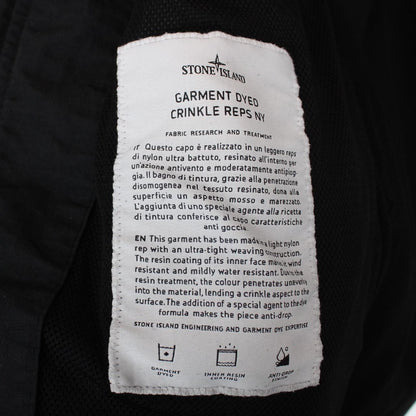 STONE ISLAND
GARMENT DYED
CRINKLE REPS NY
FABRIC RESEARCH AND TREATMENT
IT Questo capo è realizzato in un leggero reps
di nylon ultra battuto, resinato all'interno per
un'azione antivento e moderatamente antipiog-
gia. Il bagno di tintura, grazie alla penetrazione
disomogenea nel tessuto resinato, dona alla
superficie un aspetto mosso e marezzato.
L'aggiunta di uno speciale agente alla ricetta
di tintura conferisce al capo caratteristiche
anti goccia.
EN This garment has been made in a light nylon
rep with an ultra-tight weaving construction.
The resin coating of its inner face makes it wind
resistant and mildly water resistant. During the
resin treatment, the colour penetrates unevenly
into the material, lending a crinkle aspect to the
surface. The addition of a special agent to the dye
formula makes the piece anti-drop.
STONE ISLAND ENGINEERING AND GARMENT DYE EXPERTISE
GARMENT
DYED
INNER RESIN
COATING
ANTI DROP
FINISH